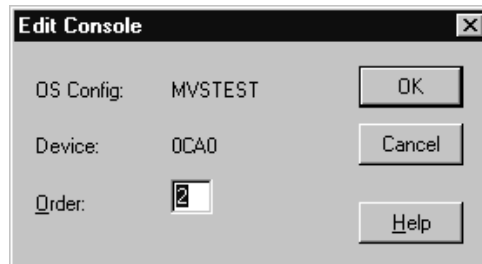 Edit Console
OS Config: MVSTEST OK
Device: 0CA0 Cancel
Order: 2
Help